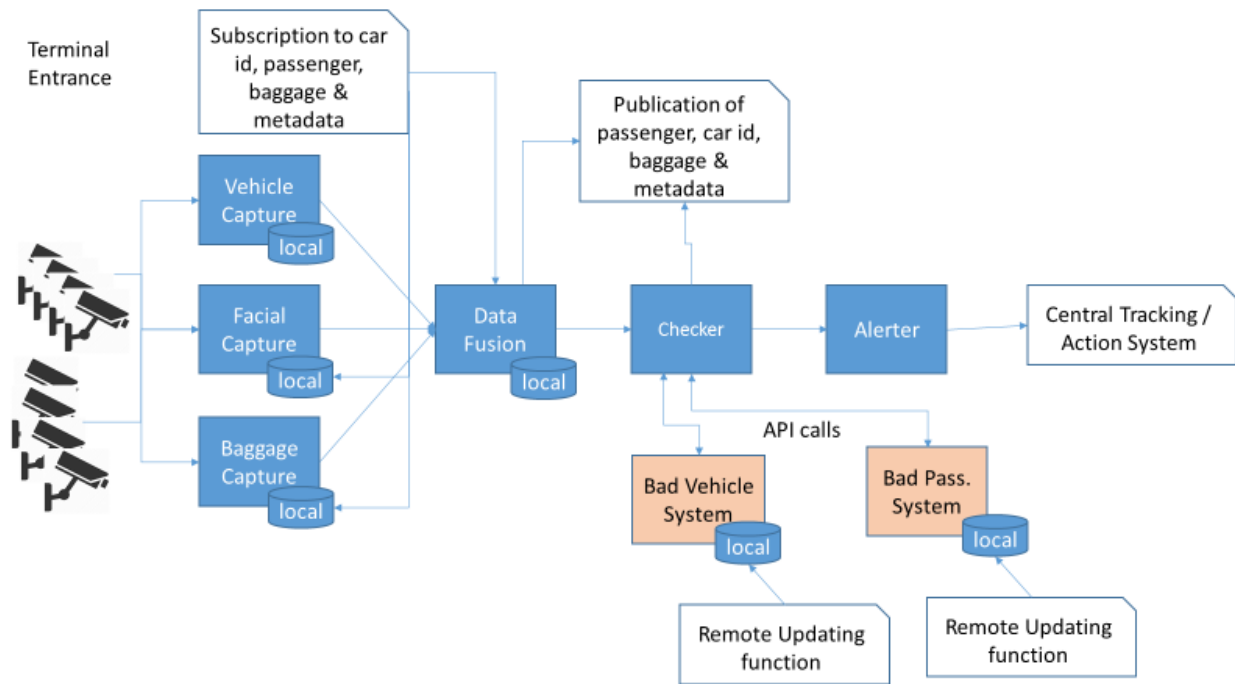 Terminal
Entrance
Subscription to car
id, passenger,
baggage &
metadata
Publication of
passenger, car id,
baggage &
metadata
Vehicle
Capture
local
Facial
Capture
local
Baggage
Capture
local
Data
Fusion
local
Checker
Alerter
Central Tracking /
Action System
API calls
Bad Vehicle
System
local
Bad Pass.
System
local
Remote Updating
function
Remote Updating
function